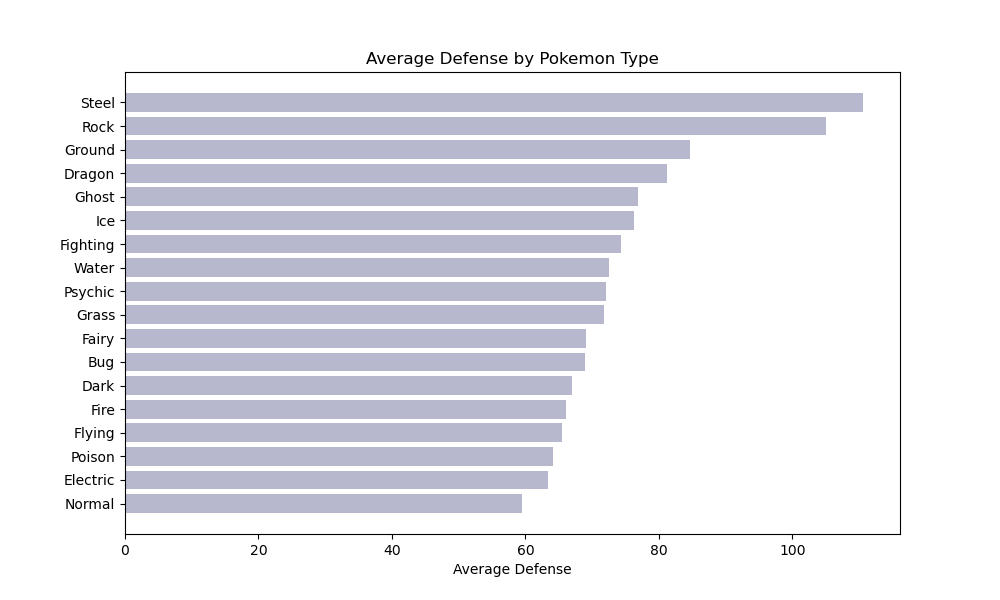 Average Defense by Pokemon Type
Steel
Rock
Ground
Dragon
Ghost
Ice
Fighting
Water
Psychic
Grass
Fairy
Bug
Dark
Fire
Flying
Poison
Electric
Normal
0 20 40 60 80 100
Average Defense